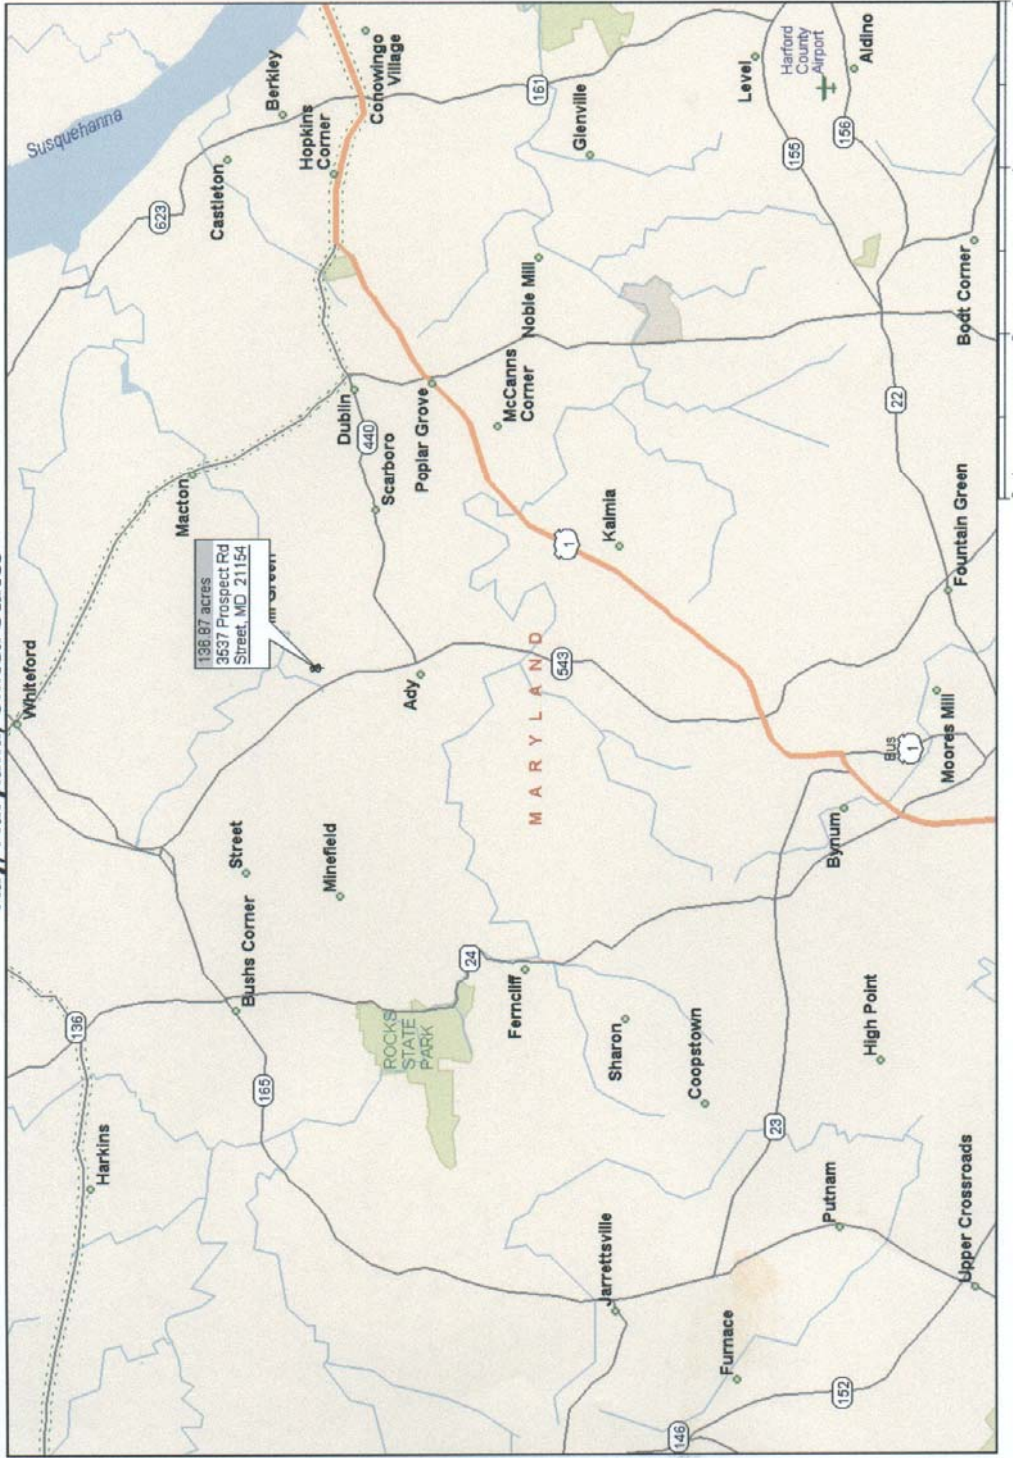 Whiteford
Susquehanna
136
Harkins
623
Macton
Castleton
Berkley
136.87 acres
3537 Prospect Rd
Street, MD 21154
Street
Bushs Corner
165
Hopkins
Corner
Minefield
Dublin
440
Scarboro
Conowingo
Village
ROCKS
STATE
PARK
Ady
Poplar Grove
24
McCanns
Corner
Noble Mill
161
Ferncliff
MARYLAND
543
1
Glenville
Sharon
Kalmia
Jarrettsville
Coopstown
146
Furnace
23
Level
155
Harford
County
Airport
Putnam
152
Bynum
156
Aldino
High Point
Bus
1
22
Moores Mill
Fountain Green
Bodt Corner
Upper Crossroads